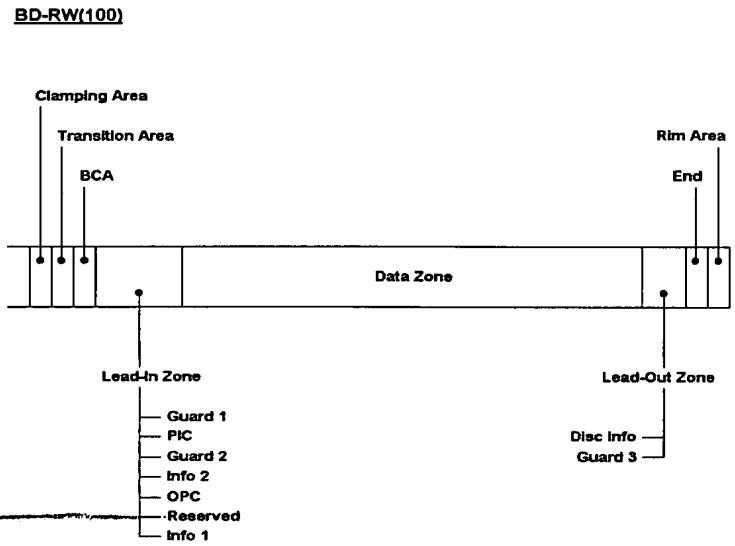 BD-RW(100)
Clamping Area
Transition Area
Rim Area
BCA
End
Data Zone
Lead-In Zone
Lead-Out Zone
Guard 1
PIC
Disc Info
Guard 2
Guard 3
Info 2
OPC
Reserved
Info 1